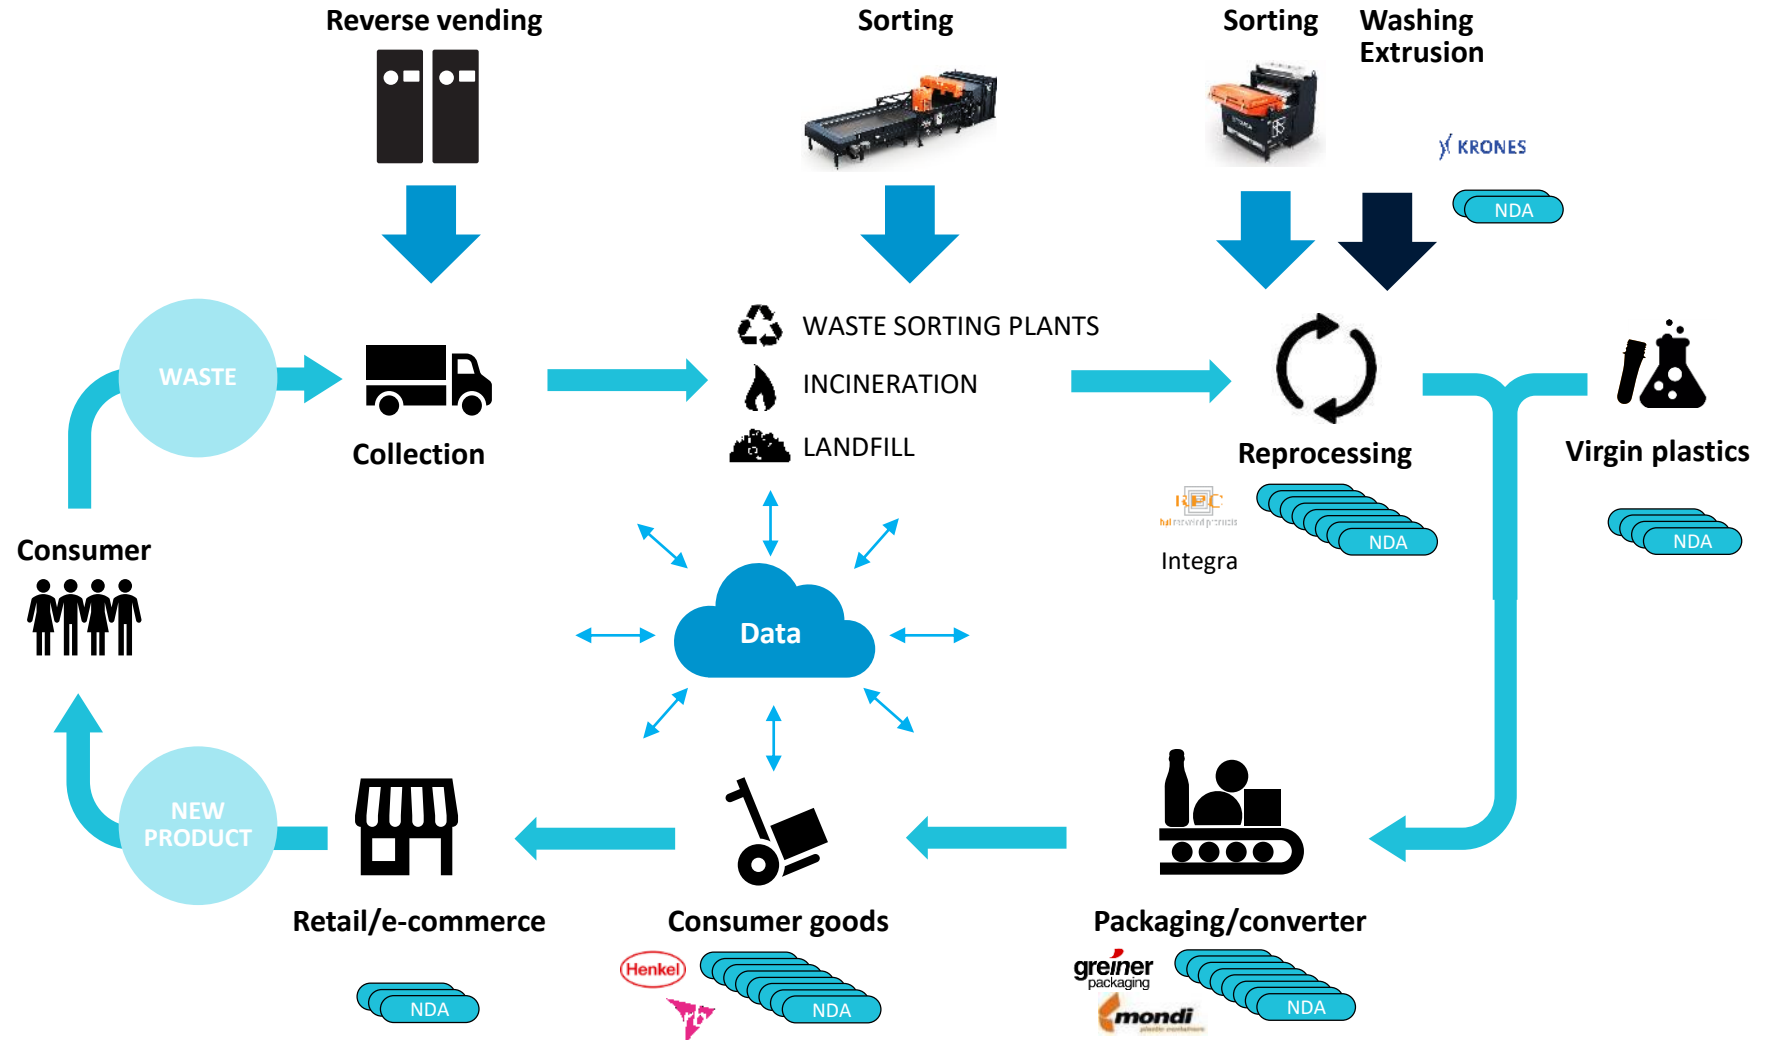 Reverse vending
Sorting
Sorting
Washing
Extrusion
KRONES
NDA
WASTE
WASTE SORTING PLANTS
INCINERATION
LANDFILL
Collection
Reprocessing
Virgin plastics
RPC
Integra
NDA
NDA
Consumer
Data
NEW
PRODUCT
Retail/e-commerce
Consumer goods
Packaging/converter
NDA
Henkel
NDA
greiner
packaging
mondi
NDA